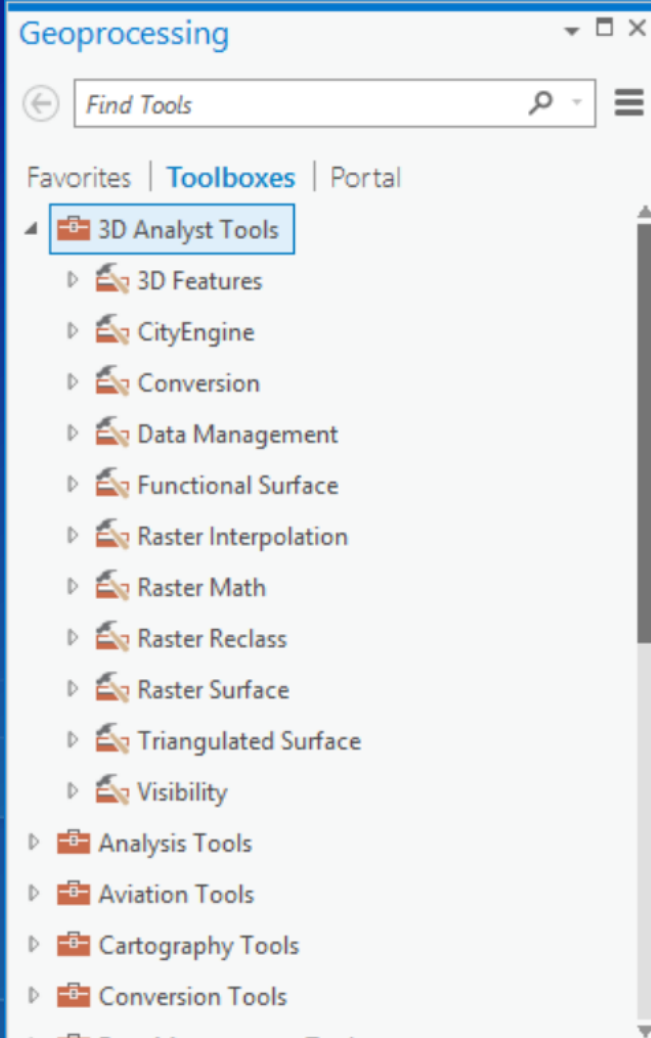 Geoprocessing
Find Tools
Favorites | Toolboxes | Portal
3D Analyst Tools
3D Features
CityEngine
Conversion
Data Management
Functional Surface
Raster Interpolation
Raster Math
Raster Reclass
Raster Surface
Triangulated Surface
Visibility
Analysis Tools
Aviation Tools
Cartography Tools
Conversion Tools